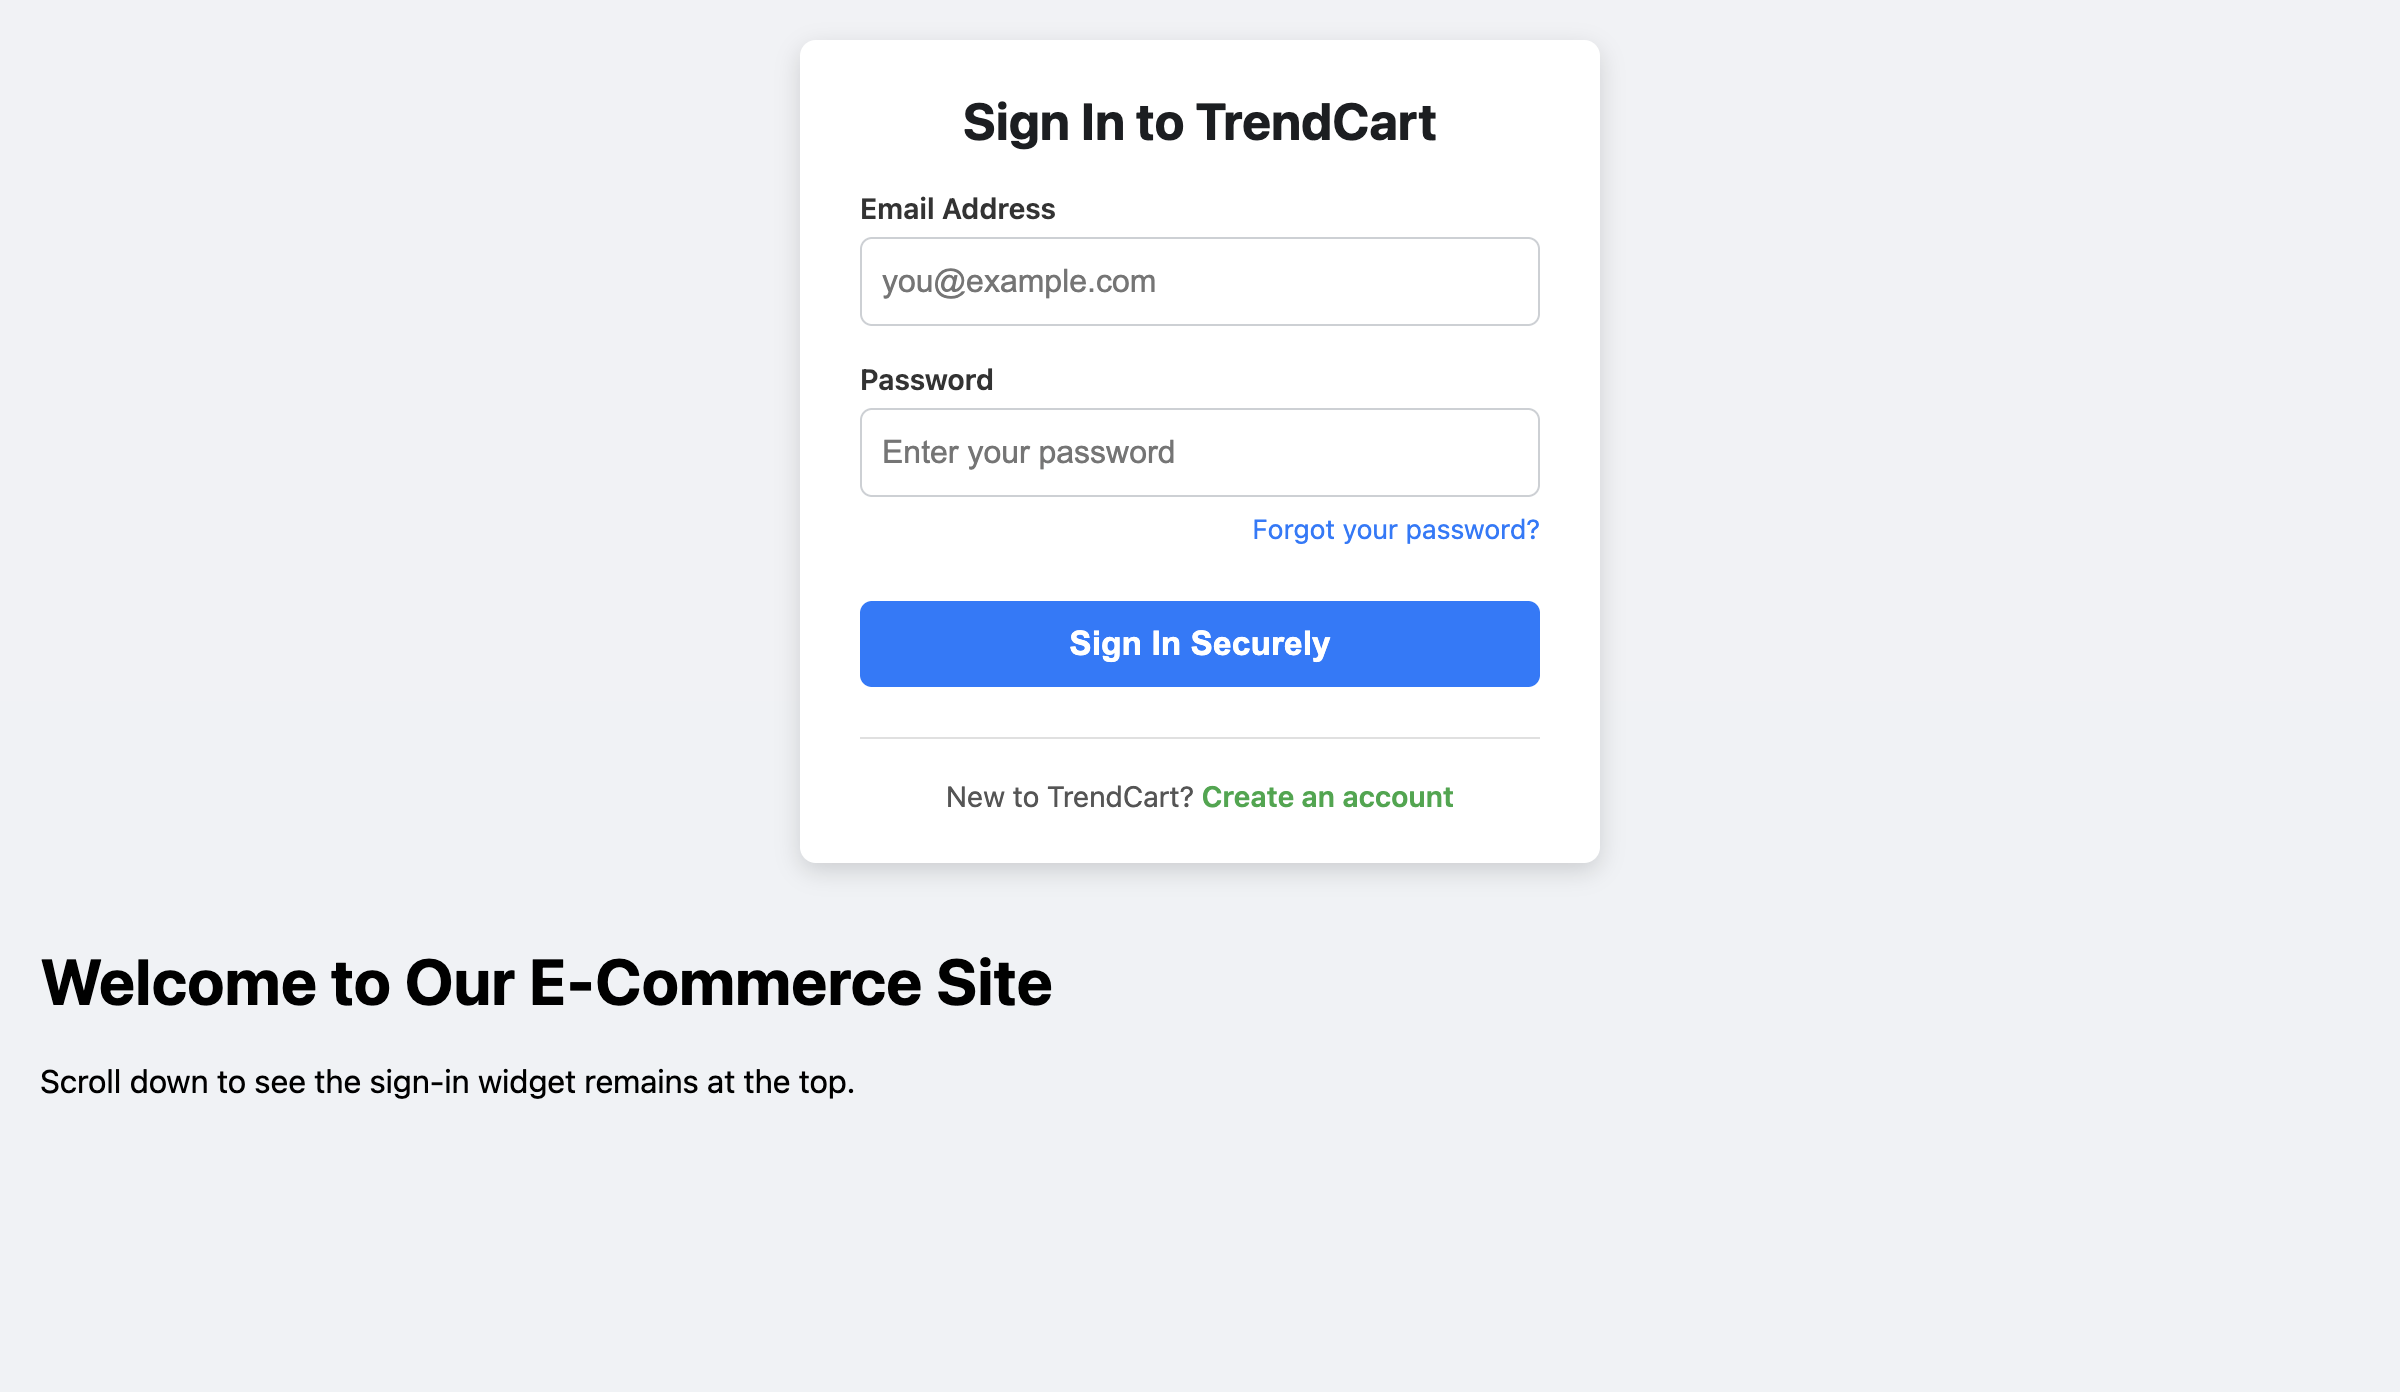 Sign In to TrendCart
Email Address
you@example.com
Password
Enter your password
Forgot your password?
Sign In Securely
New to TrendCart? Create an account
Welcome to Our E-Commerce Site
Scroll down to see the sign-in widget remains at the top.